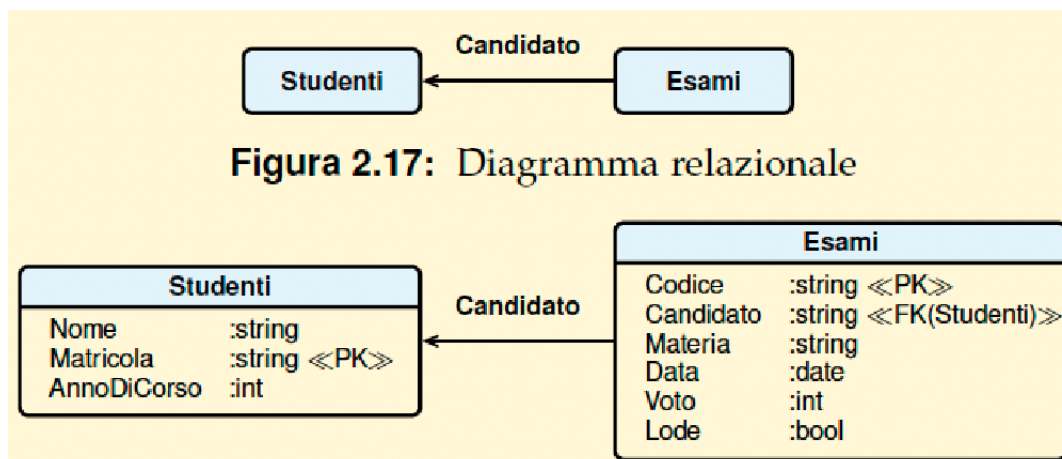 Candidato
Studenti
Esami
Figura 2.17: Diagramma relazionale
Studenti
Nome :string
Matricola :string ≪PK≫
AnnoDiCorso :int
Candidato
Esami
Codice :string ≪PK≫
Candidato :string ≪FK(Studenti)≫
Materia :string
Data :date
Voto :int
Lode :bool